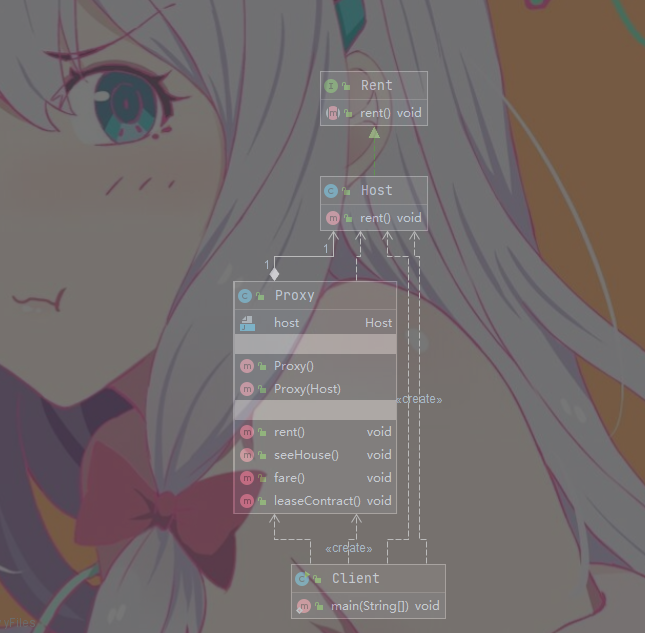 Rent
rent() void
Host
rent() void
1
1
Proxy
host Host
Proxy()
Proxy(Host)
«create»
rent() void
seeHouse() void
fare() void
leaseContract() void
«create»
Client
main(String[]) void